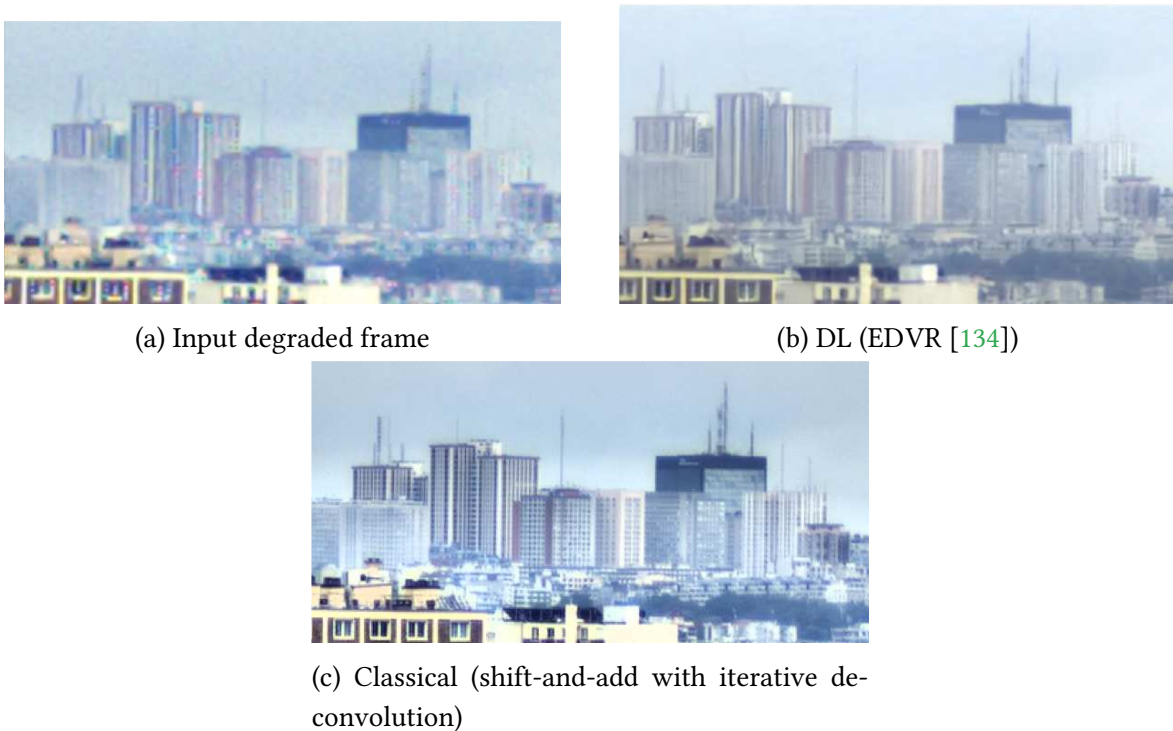 (a) Input degraded frame
(b) DL (EDVR [134])
(c) Classical (shift-and-add with iterative de-
convolution)